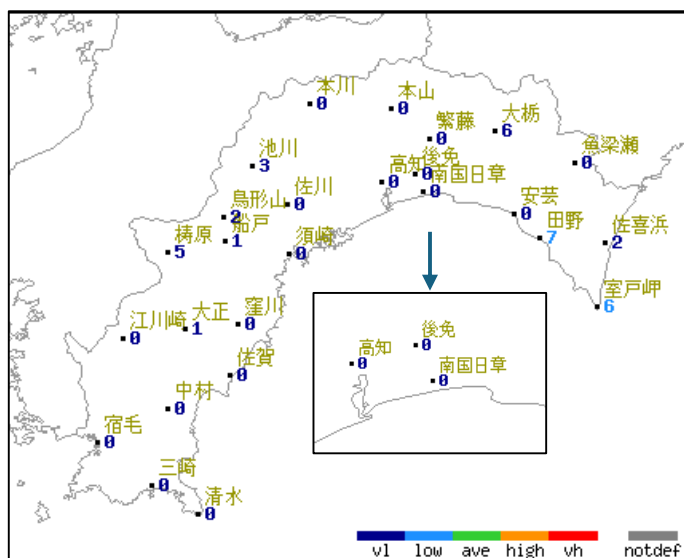 本川
0
本山
0
繁藤
0
大栃
6
魚梁瀬
0
池川
3
高知
0
後免
0
南国日章
0
佐川
0
安芸
0
田野
7
佐喜浜
2
鳥形山
2
船戸
1
梼原
5
須崎
0
室戸岬
6
江川崎
0
大正
1
窪川
0
佐賀
0
中村
0
宿毛
0
三崎
0
清水
0
高知
0
後免
0
南国日章
0
vl low ave high vh notdef